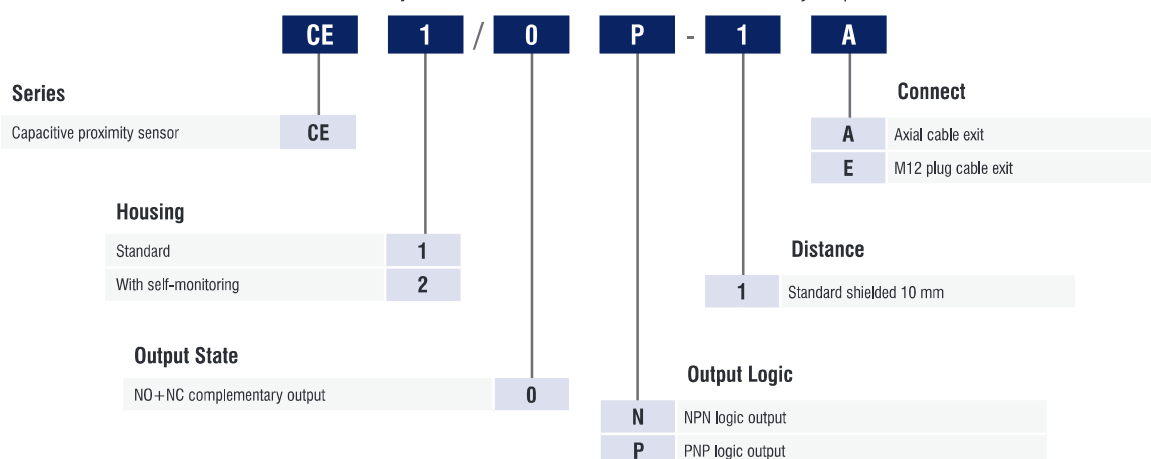 CE 1 / 0 P - 1 A
Series
Capacitive proximity sensor CE
Connect
A Axial cable exit
E M12 plug cable exit
Housing
Standard 1
With self-monitoring 2
Distance
1 Standard shielded 10 mm
Output State
NO+NC complementary output 0
Output Logic
N NPN logic output
P PNP logic output